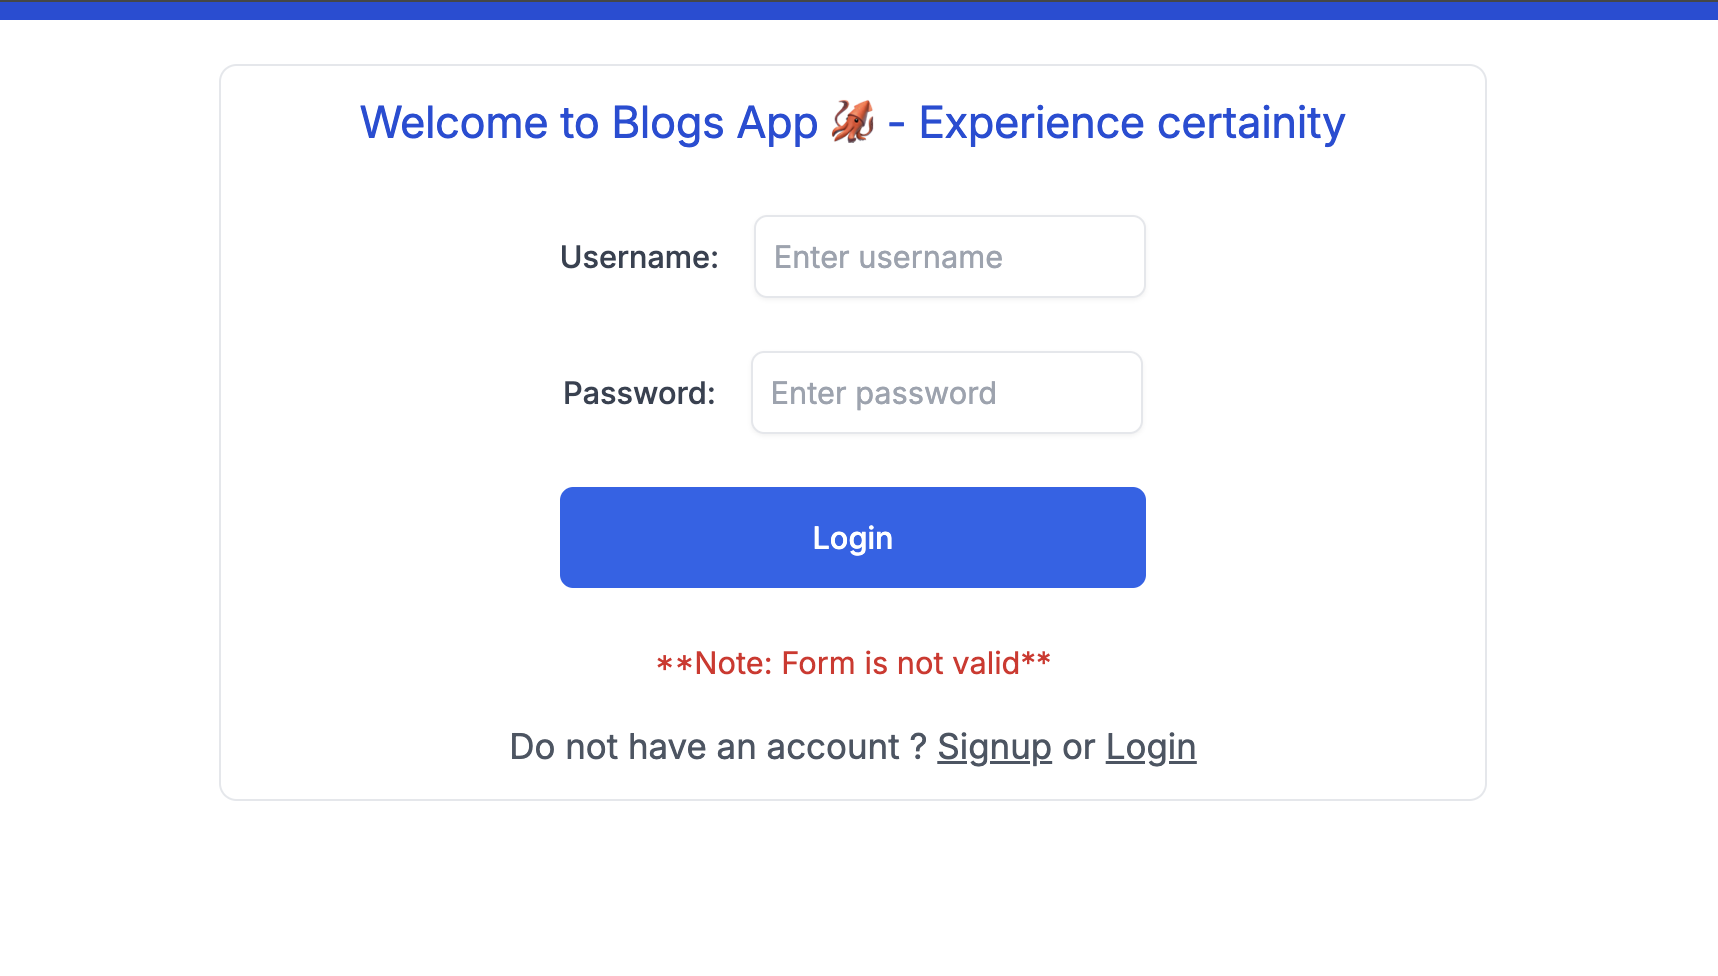 Welcome to Blogs App 🦑 - Experience certainity
Username: Enter username
Password: Enter password
Login
**Note: Form is not valid**
Do not have an account ? Signup or Login